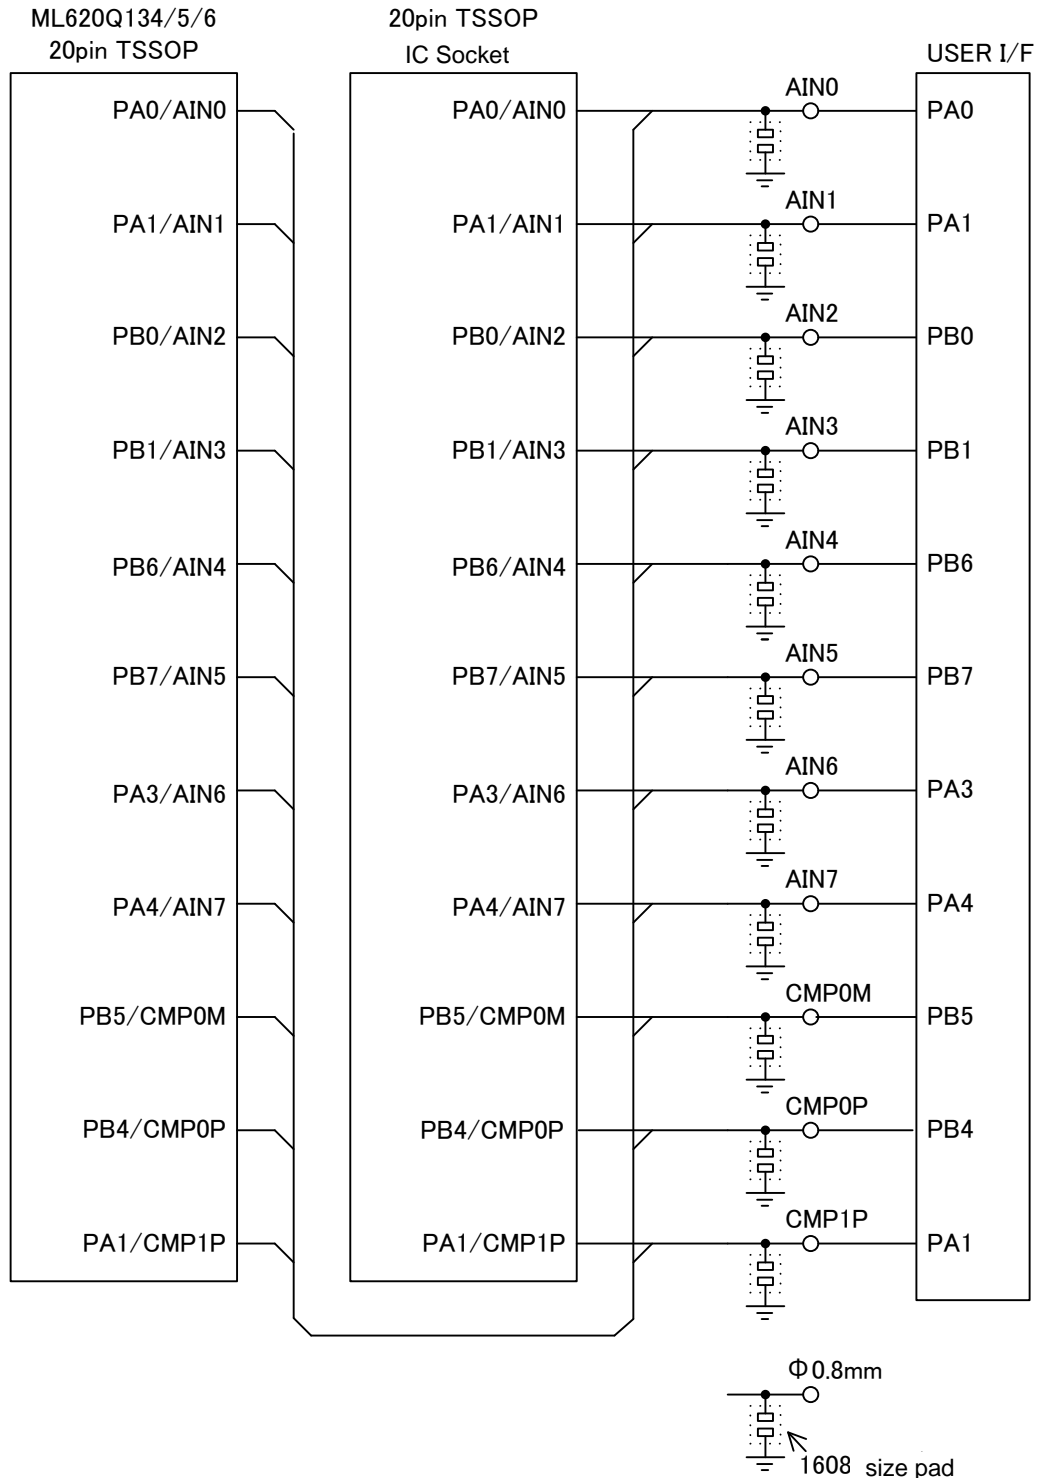 ML620Q134/5/6
20pin TSSOP
20pin TSSOP
IC Socket
USER I/F
PA0/AIN0
PA0/AIN0
AIN0
PA0
PA1/AIN1
PA1/AIN1
AIN1
PA1
PB0/AIN2
PB0/AIN2
AIN2
PB0
PB1/AIN3
PB1/AIN3
AIN3
PB1
PB6/AIN4
PB6/AIN4
AIN4
PB6
PB7/AIN5
PB7/AIN5
AIN5
PB7
PA3/AIN6
PA3/AIN6
AIN6
PA3
PA4/AIN7
PA4/AIN7
AIN7
PA4
PB5/CMP0M
PB5/CMP0M
CMP0M
PB5
PB4/CMP0P
PB4/CMP0P
CMP0P
PB4
PA1/CMP1P
PA1/CMP1P
CMP1P
PA1
Φ0.8mm
1608 size pad